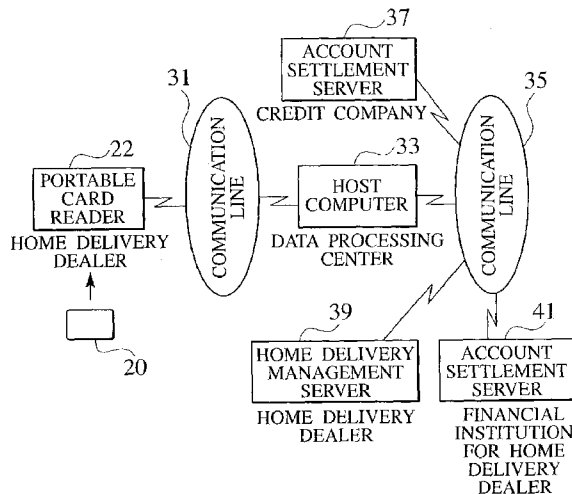 37
ACCOUNT
SETTLEMENT
SERVER
CREDIT COMPANY
31
COMMUNICATION
LINE
35
COMMUNICATION
LINE
22
PORTABLE
CARD
READER
HOME DELIVERY
DEALER
20
33
HOST
COMPUTER
DATA PROCESSING
CENTER
39
HOME DELIVERY
MANAGEMENT
SERVER
HOME DELIVERY
DEALER
41
ACCOUNT
SETTLEMENT
SERVER
FINANCIAL
INSTITUTION
FOR HOME
DELIVERY
DEALER